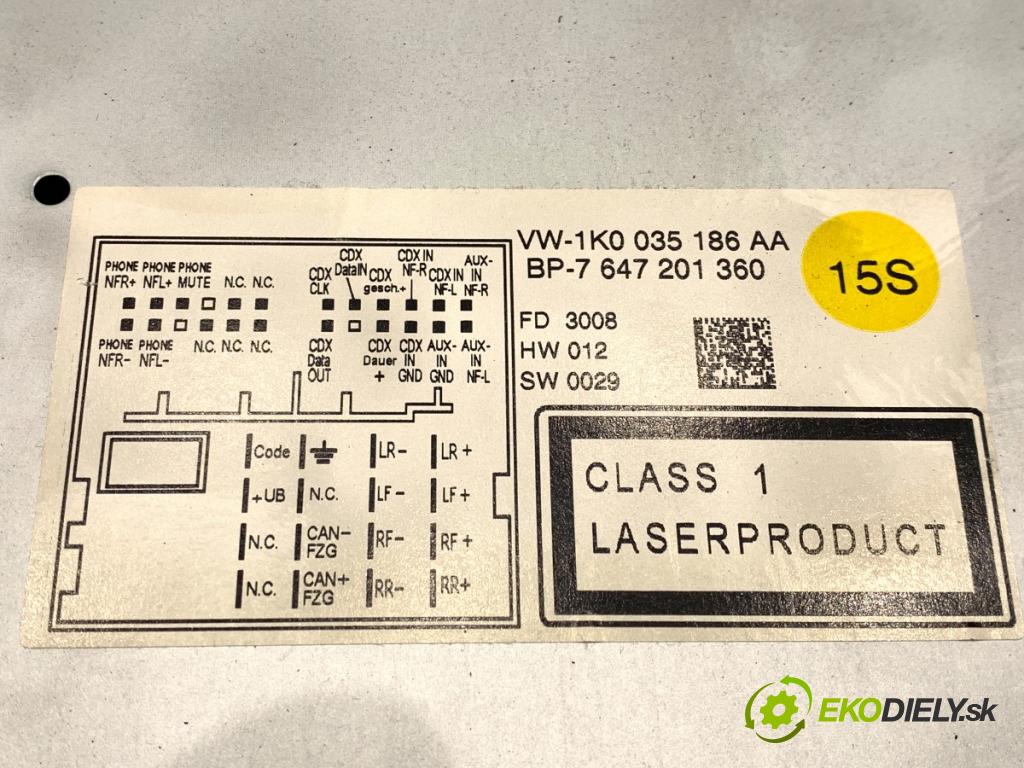 VW-1K0 035 186 AA
BP-7 647 201 360
15S
FD 3008
HW 012
SW 0029
PHONE PHONE PHONE
NFR+ NFL+ MUTE N.C. N.C.
CDX CLK
CDX DataIN
CDX gesch.+
CDX IN NF-R
CDX IN NF-L
AUX-IN NF-R
PHONE PHONE
NFR- NFL- N.C. N.C. N.C.
CDX Data OUT
CDX Dauer +
CDX IN GND
AUX-IN GND
AUX-IN NF-L
Code LR- LR+
+UB N.C. LF- LF+
N.C. CAN-FZG RF- RF+
N.C. CAN+FZG RR- RR+
CLASS 1
LASERPRODUCT
EKODIELY.sk